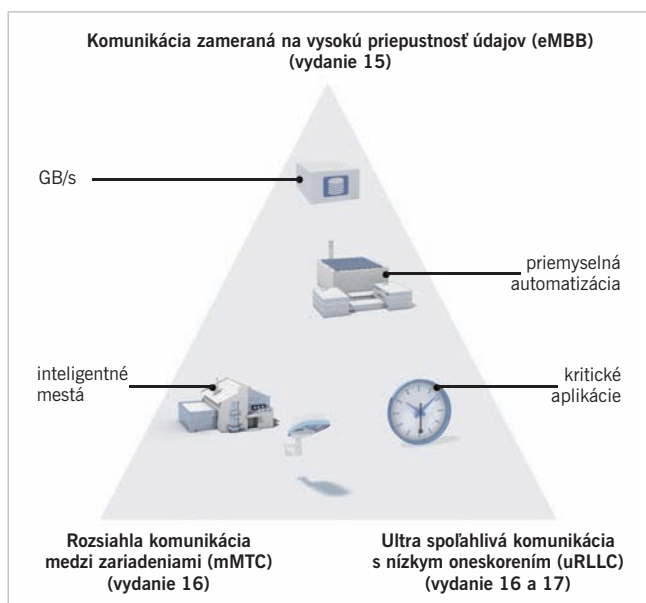 Komunikácia zameraná na vysokú priepustnosť údajov (eMBB)
(vydanie 15)
GB/s
priemyselná
automatizácia
inteligentné
mestá
kritické
aplikácie
Rozsiahla komunikácia
medzi zariadeniami (mMTC)
(vydanie 16)
Ultra spoľahlivá komunikácia
s nízkym oneskorením (uRLLC)
(vydanie 16 a 17)